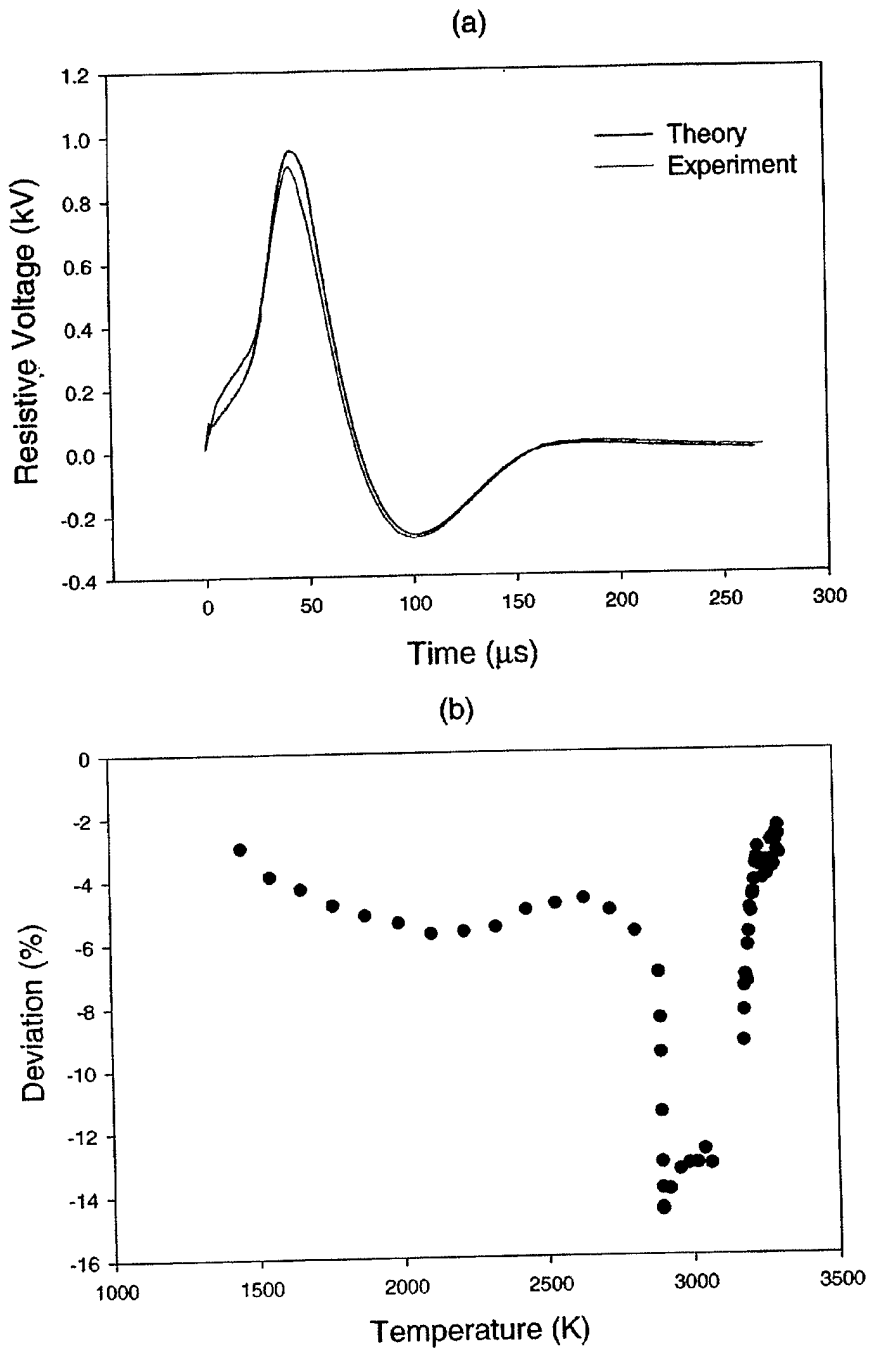 (a)
1.2
1.0
0.8
0.6
0.4
0.2
0.0
-0.2
-0.4
Resistive Voltage (kV)
Theory
Experiment
0 50 100 150 200 250 300
Time (μs)
(b)
0
-2
-4
-6
-8
-10
-12
-14
-16
Deviation (%)
1000 1500 2000 2500 3000 3500
Temperature (K)